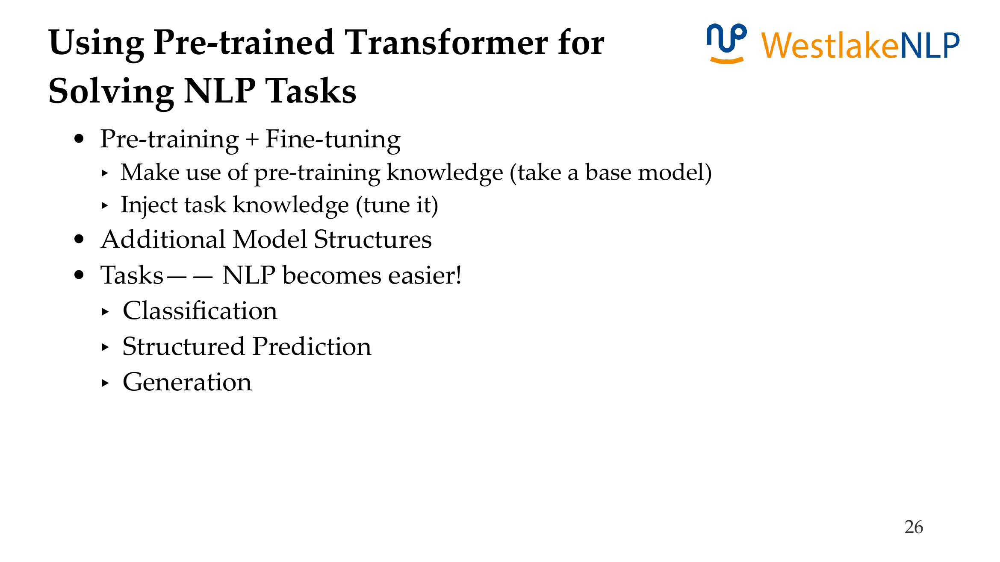 Using Pre-trained Transformer for
Solving NLP Tasks
WestlakeNLP
• Pre-training + Fine-tuning
‣ Make use of pre-training knowledge (take a base model)
‣ Inject task knowledge (tune it)
• Additional Model Structures
• Tasks—— NLP becomes easier!
‣ Classification
‣ Structured Prediction
‣ Generation
26